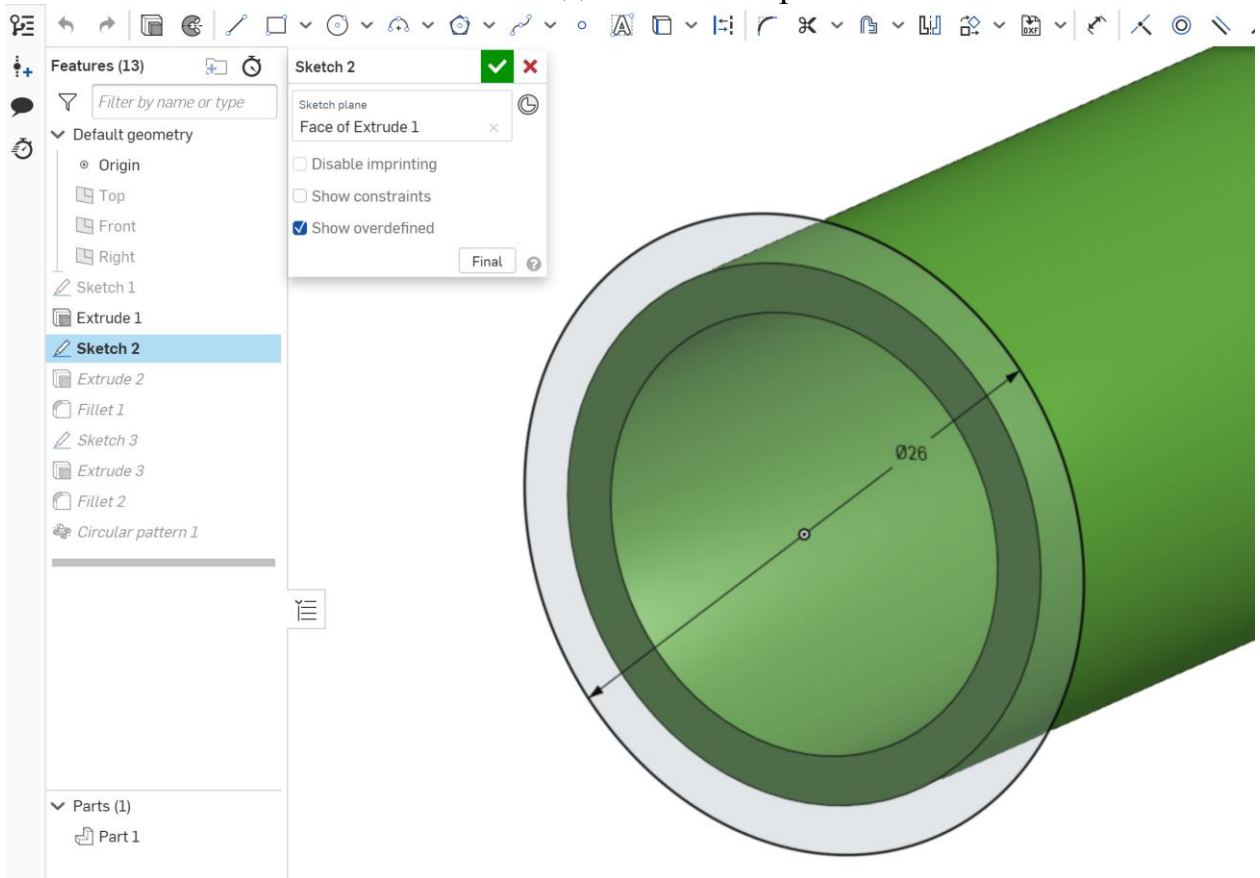 Features (13)
Filter by name or type
Default geometry
Origin
Top
Front
Right
Sketch 1
Extrude 1
Sketch 2
Extrude 2
Fillet 1
Sketch 3
Extrude 3
Fillet 2
Circular pattern 1
Parts (1)
Part 1
Sketch 2
Sketch plane
Face of Extrude 1
Disable imprinting
Show constraints
Show overdefined
Final
Ø26
DXF